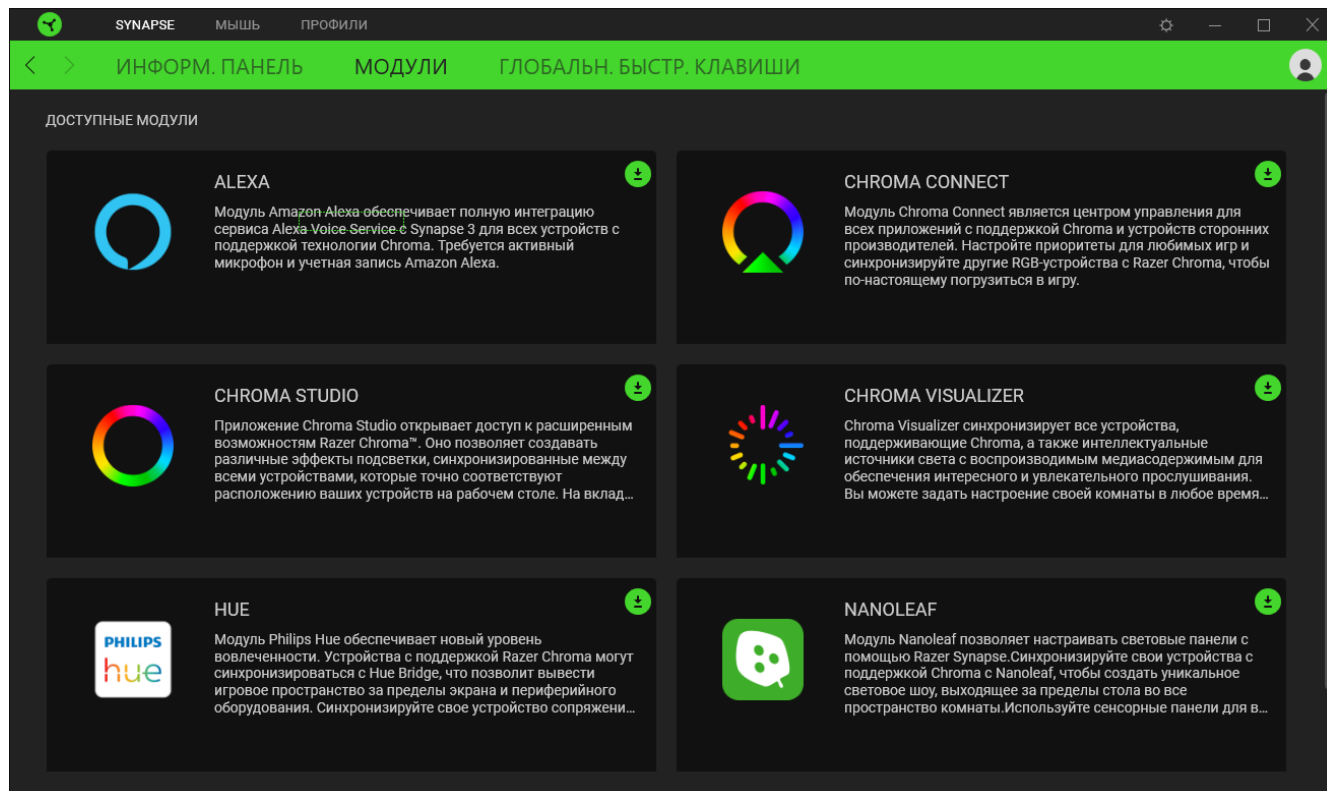 SYNAPSE МЫШЬ ПРОФИЛИ
ИНФОРМ. ПАНЕЛЬ МОДУЛИ ГЛОБАЛЬН. БЫСТР. КЛАВИШИ
ДОСТУПНЫЕ МОДУЛИ
ALEXA
Модуль Amazon Alexa обеспечивает полную интеграцию
сервиса Alexa Voice Service с Synapse 3 для всех устройств с
поддержкой технологии Chroma. Требуется активный
микрофон и учетная запись Amazon Alexa.
CHROMA CONNECT
Модуль Chroma Connect является центром управления для
всех приложений с поддержкой Chroma и устройств сторонних
производителей. Настройте приоритеты для любимых игр и
синхронизируйте другие RGB-устройства с Razer Chroma, чтобы
по-настоящему погрузиться в игру.
CHROMA STUDIO
Приложение Chroma Studio открывает доступ к расширенным
возможностям Razer Chroma™. Оно позволяет создавать
различные эффекты подсветки, синхронизированные между
всеми устройствами, которые точно соответствуют
расположению ваших устройств на рабочем столе. На вклад...
CHROMA VISUALIZER
Chroma Visualizer синхронизирует все устройства,
поддерживающие Chroma, а также интеллектуальные
источники света с воспроизводимым медиасодержимым для
обеспечения интересного и увлекательного прослушивания.
Вы можете задать настроение своей комнаты в любое время...
PHILIPS
hue
HUE
Модуль Philips Hue обеспечивает новый уровень
вовлеченности. Устройства с поддержкой Razer Chroma могут
синхронизироваться с Hue Bridge, что позволит вывести
игровое пространство за пределы экрана и периферийного
оборудования. Синхронизируйте свое устройство сопряжени...
NANOLEAF
Модуль Nanoleaf позволяет настраивать световые панели с
помощью Razer Synapse.Синхронизируйте свои устройства с
поддержкой Chroma с Nanoleaf, чтобы создать уникальное
световое шоу, выходящее за пределы стола во все
пространство комнаты.Используйте сенсорные панели для в...